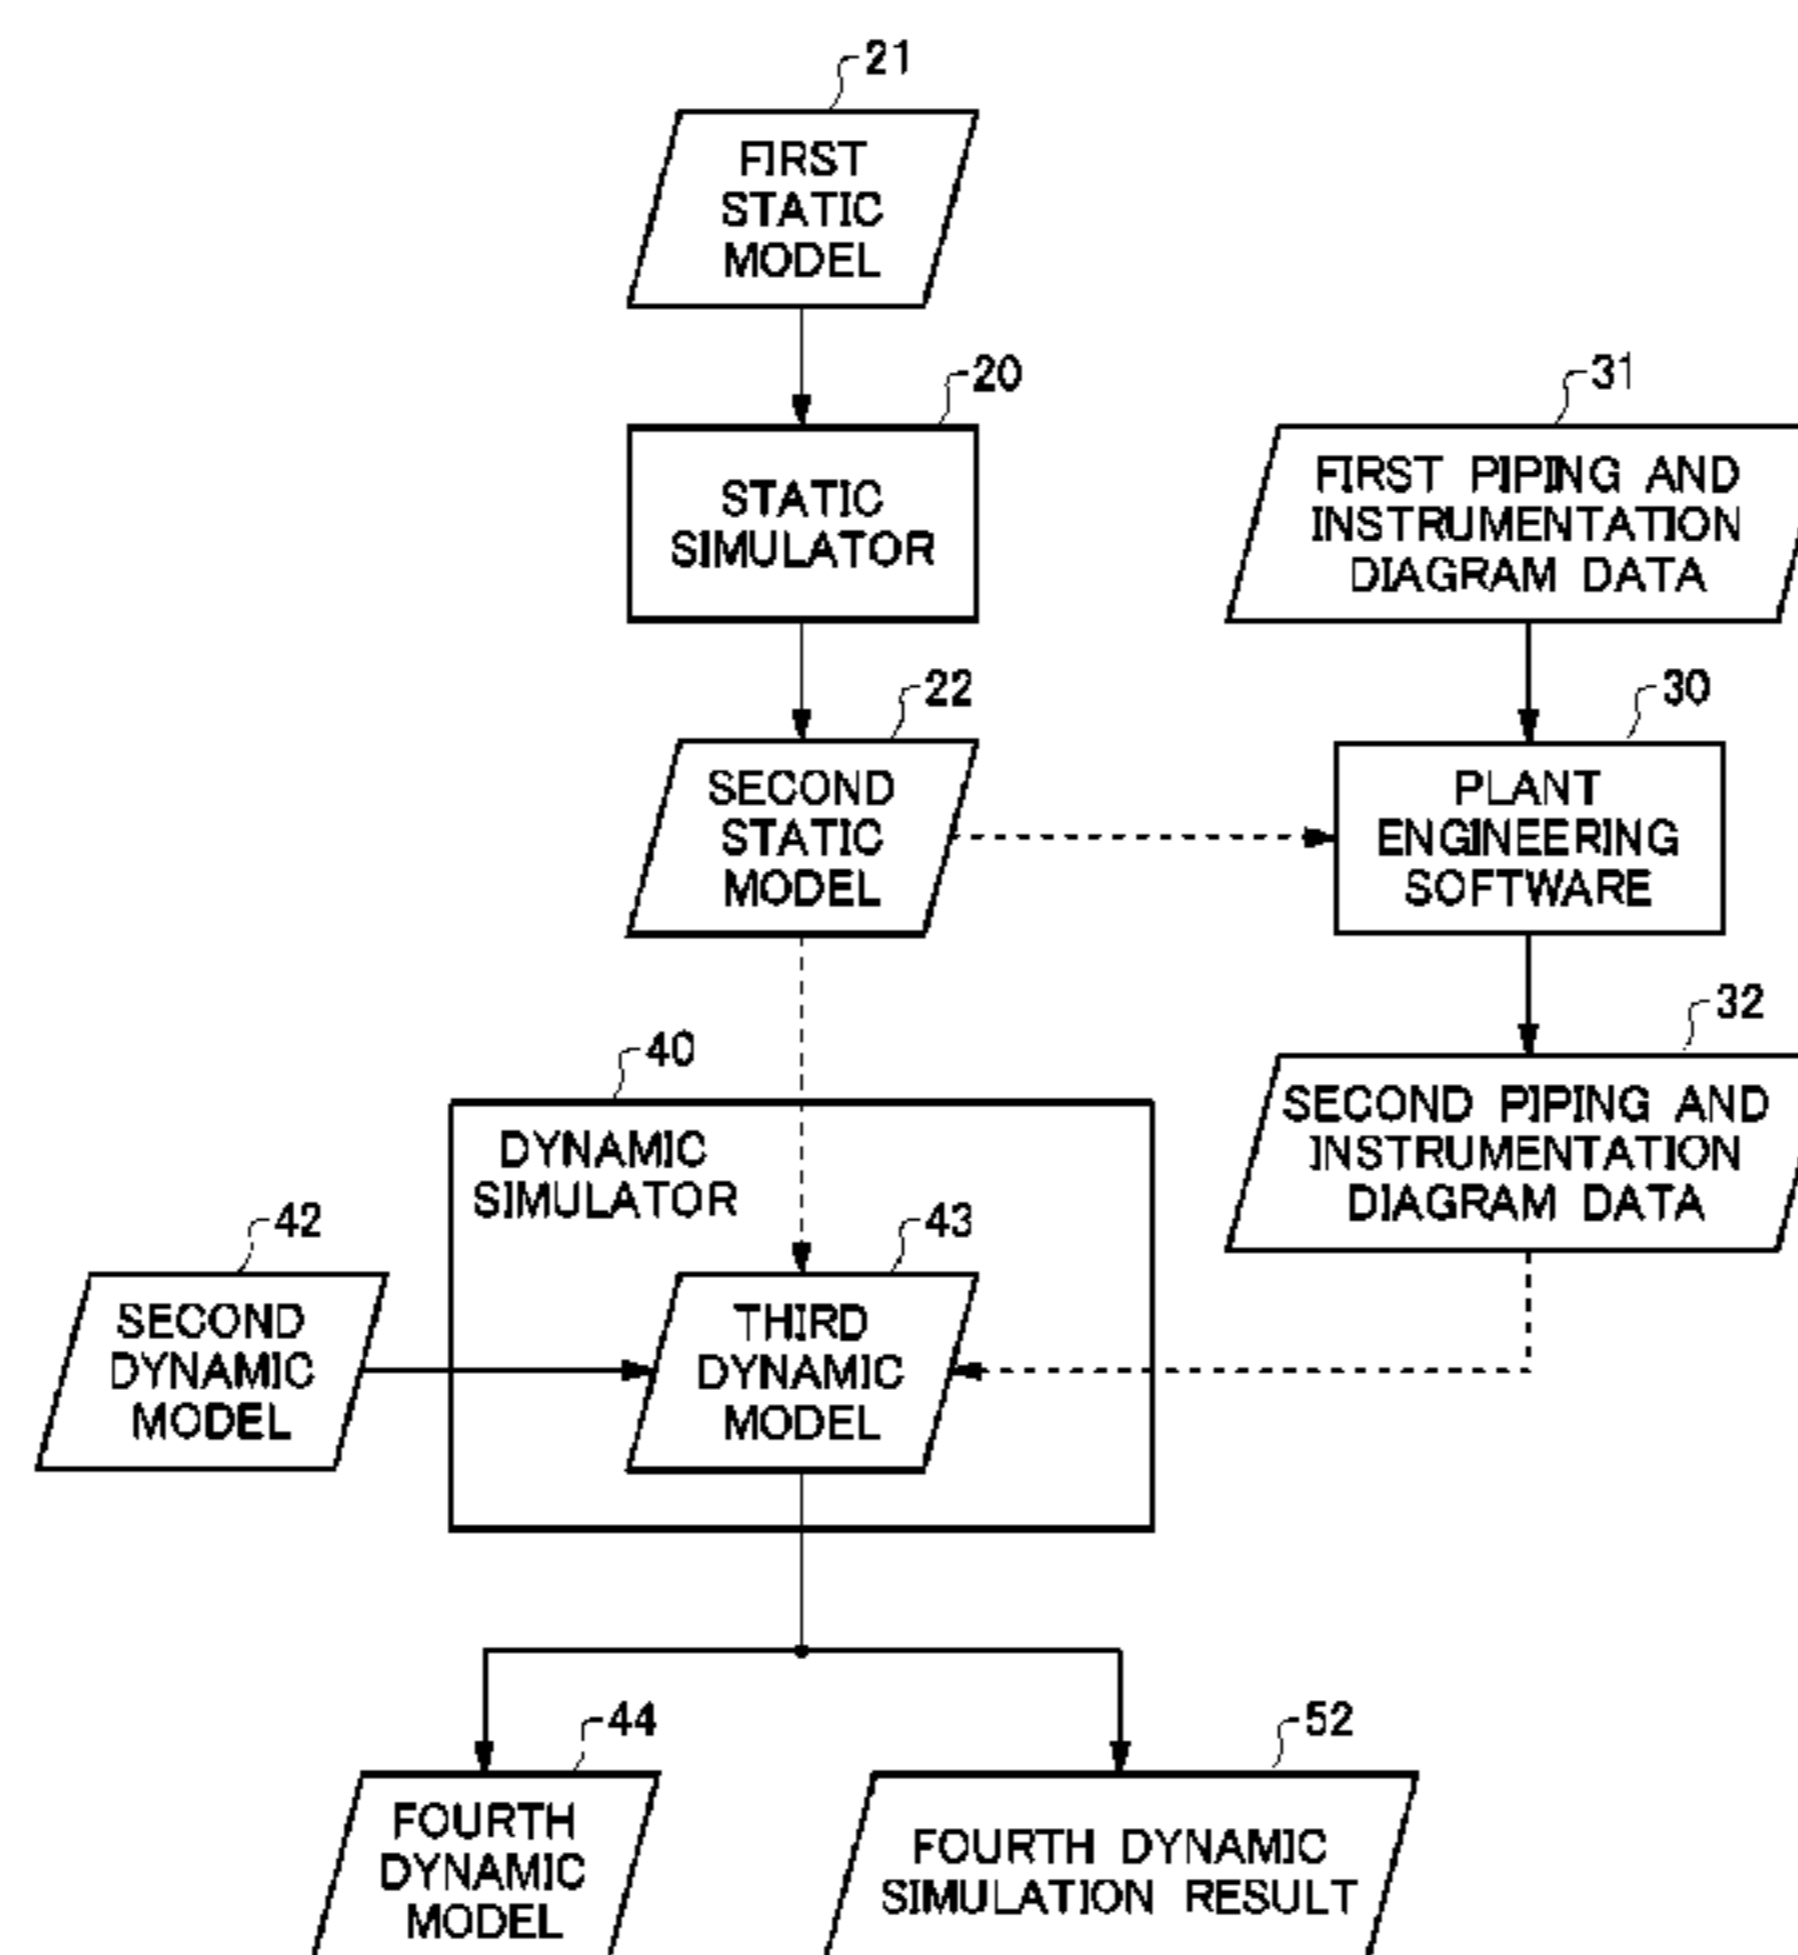 21
FIRST
STATIC
MODEL
20
STATIC
SIMULATOR
31
FIRST PIPING AND
INSTRUMENTATION
DIAGRAM DATA
22
SECOND
STATIC
MODEL
30
PLANT
ENGINEERING
SOFTWARE
32
SECOND PIPING AND
INSTRUMENTATION
DIAGRAM DATA
40
DYNAMIC
SIMULATOR
42
SECOND
DYNAMIC
MODEL
43
THIRD
DYNAMIC
MODEL
44
FOURTH
DYNAMIC
MODEL
52
FOURTH DYNAMIC
SIMULATION RESULT